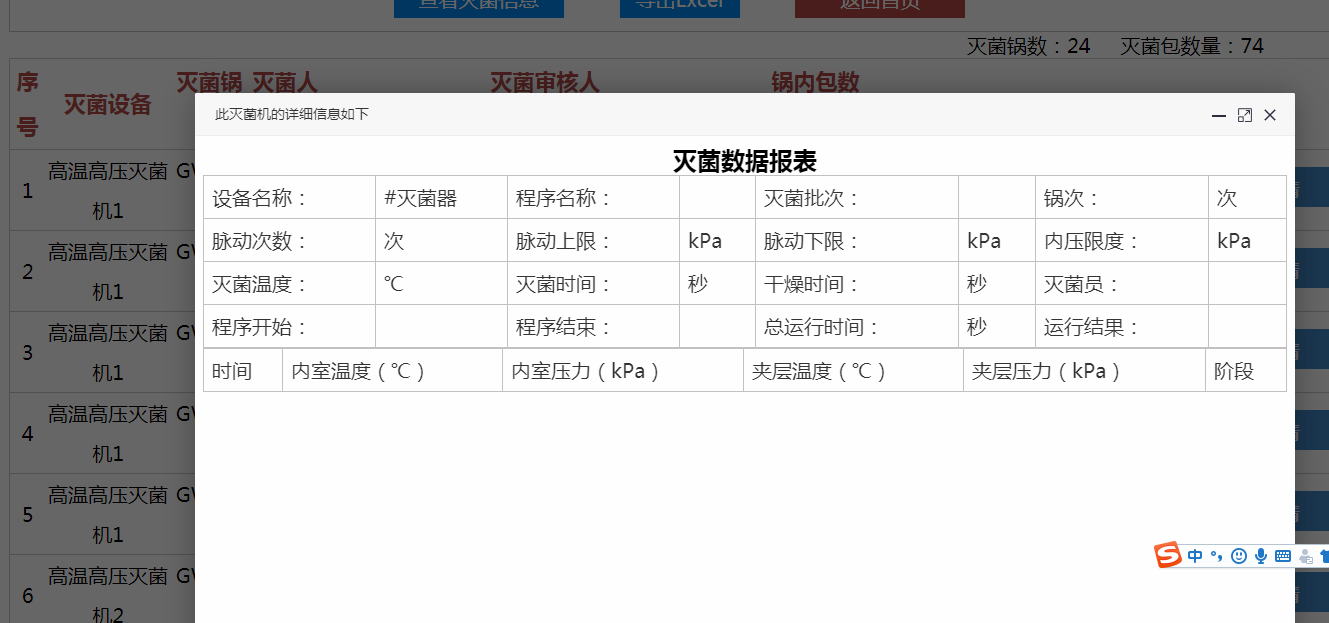 查看灭菌信息 导出Excel 返回首页
灭菌锅数：24 灭菌包数量：74
序号 灭菌设备 灭菌锅 灭菌人 灭菌审核人 锅内包数
此灭菌机的详细信息如下
灭菌数据报表
设备名称： #灭菌器 程序名称： 灭菌批次： 锅次： 次
脉动次数： 次 脉动上限： kPa 脉动下限： kPa 内压限度： kPa
灭菌温度： ℃ 灭菌时间： 秒 干燥时间： 秒 灭菌员：
程序开始： 程序结束： 总运行时间： 秒 运行结果：
时间 内室温度（℃） 内室压力（kPa） 夹层温度（℃） 夹层压力（kPa） 阶段
1 高温高压灭菌
机1
2 高温高压灭菌
机1
3 高温高压灭菌
机1
4 高温高压灭菌
机1
5 高温高压灭菌
机1
6 高温高压灭菌
机2
中